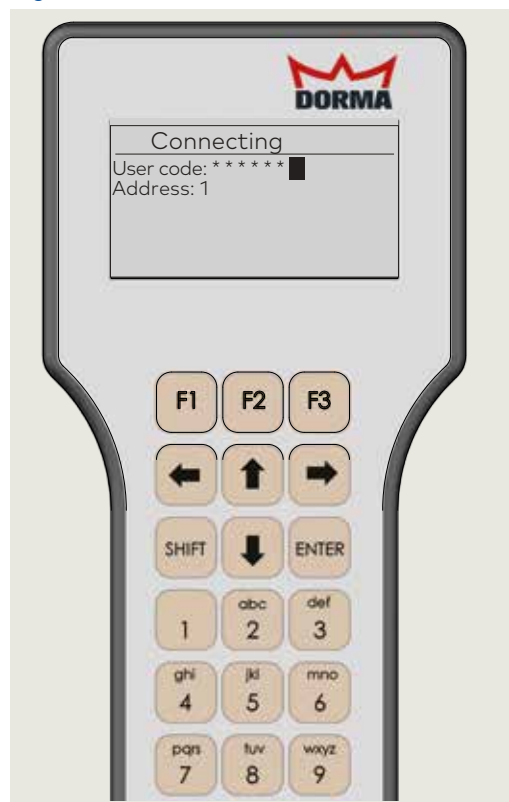 DORMA
Connecting
User code: * * * * * *
Address: 1
F1 F2 F3
SHIFT ENTER
abc def
1 2 3
ghi jkl mno
4 5 6
pqrs tuv wxyz
7 8 9